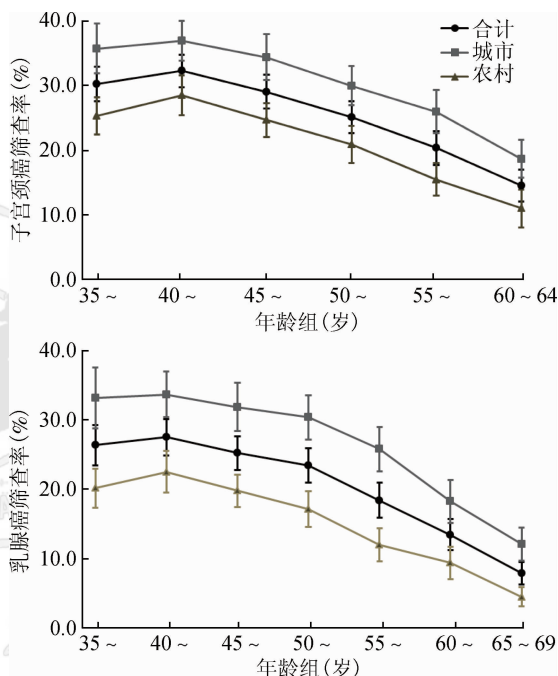 40.0
30.0
20.0
10.0
0.0
子宫颈癌筛查率(%)
合计
城市
农村
35～ 40～ 45～ 50～ 55～ 60～64
年龄组(岁)
40.0
30.0
20.0
10.0
0.0
乳腺癌筛查率(%)
35～ 40～ 45～ 50～ 55～ 60～ 65～69
年龄组(岁)